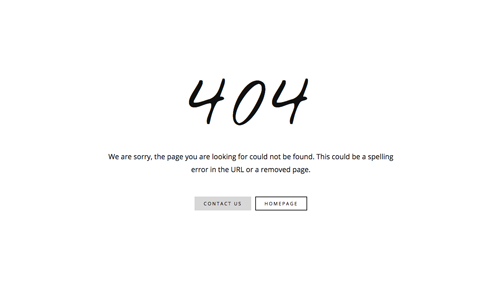 404
We are sorry, the page you are looking for could not be found. This could be a spelling
error in the URL or a removed page.
CONTACT US
HOMEPAGE